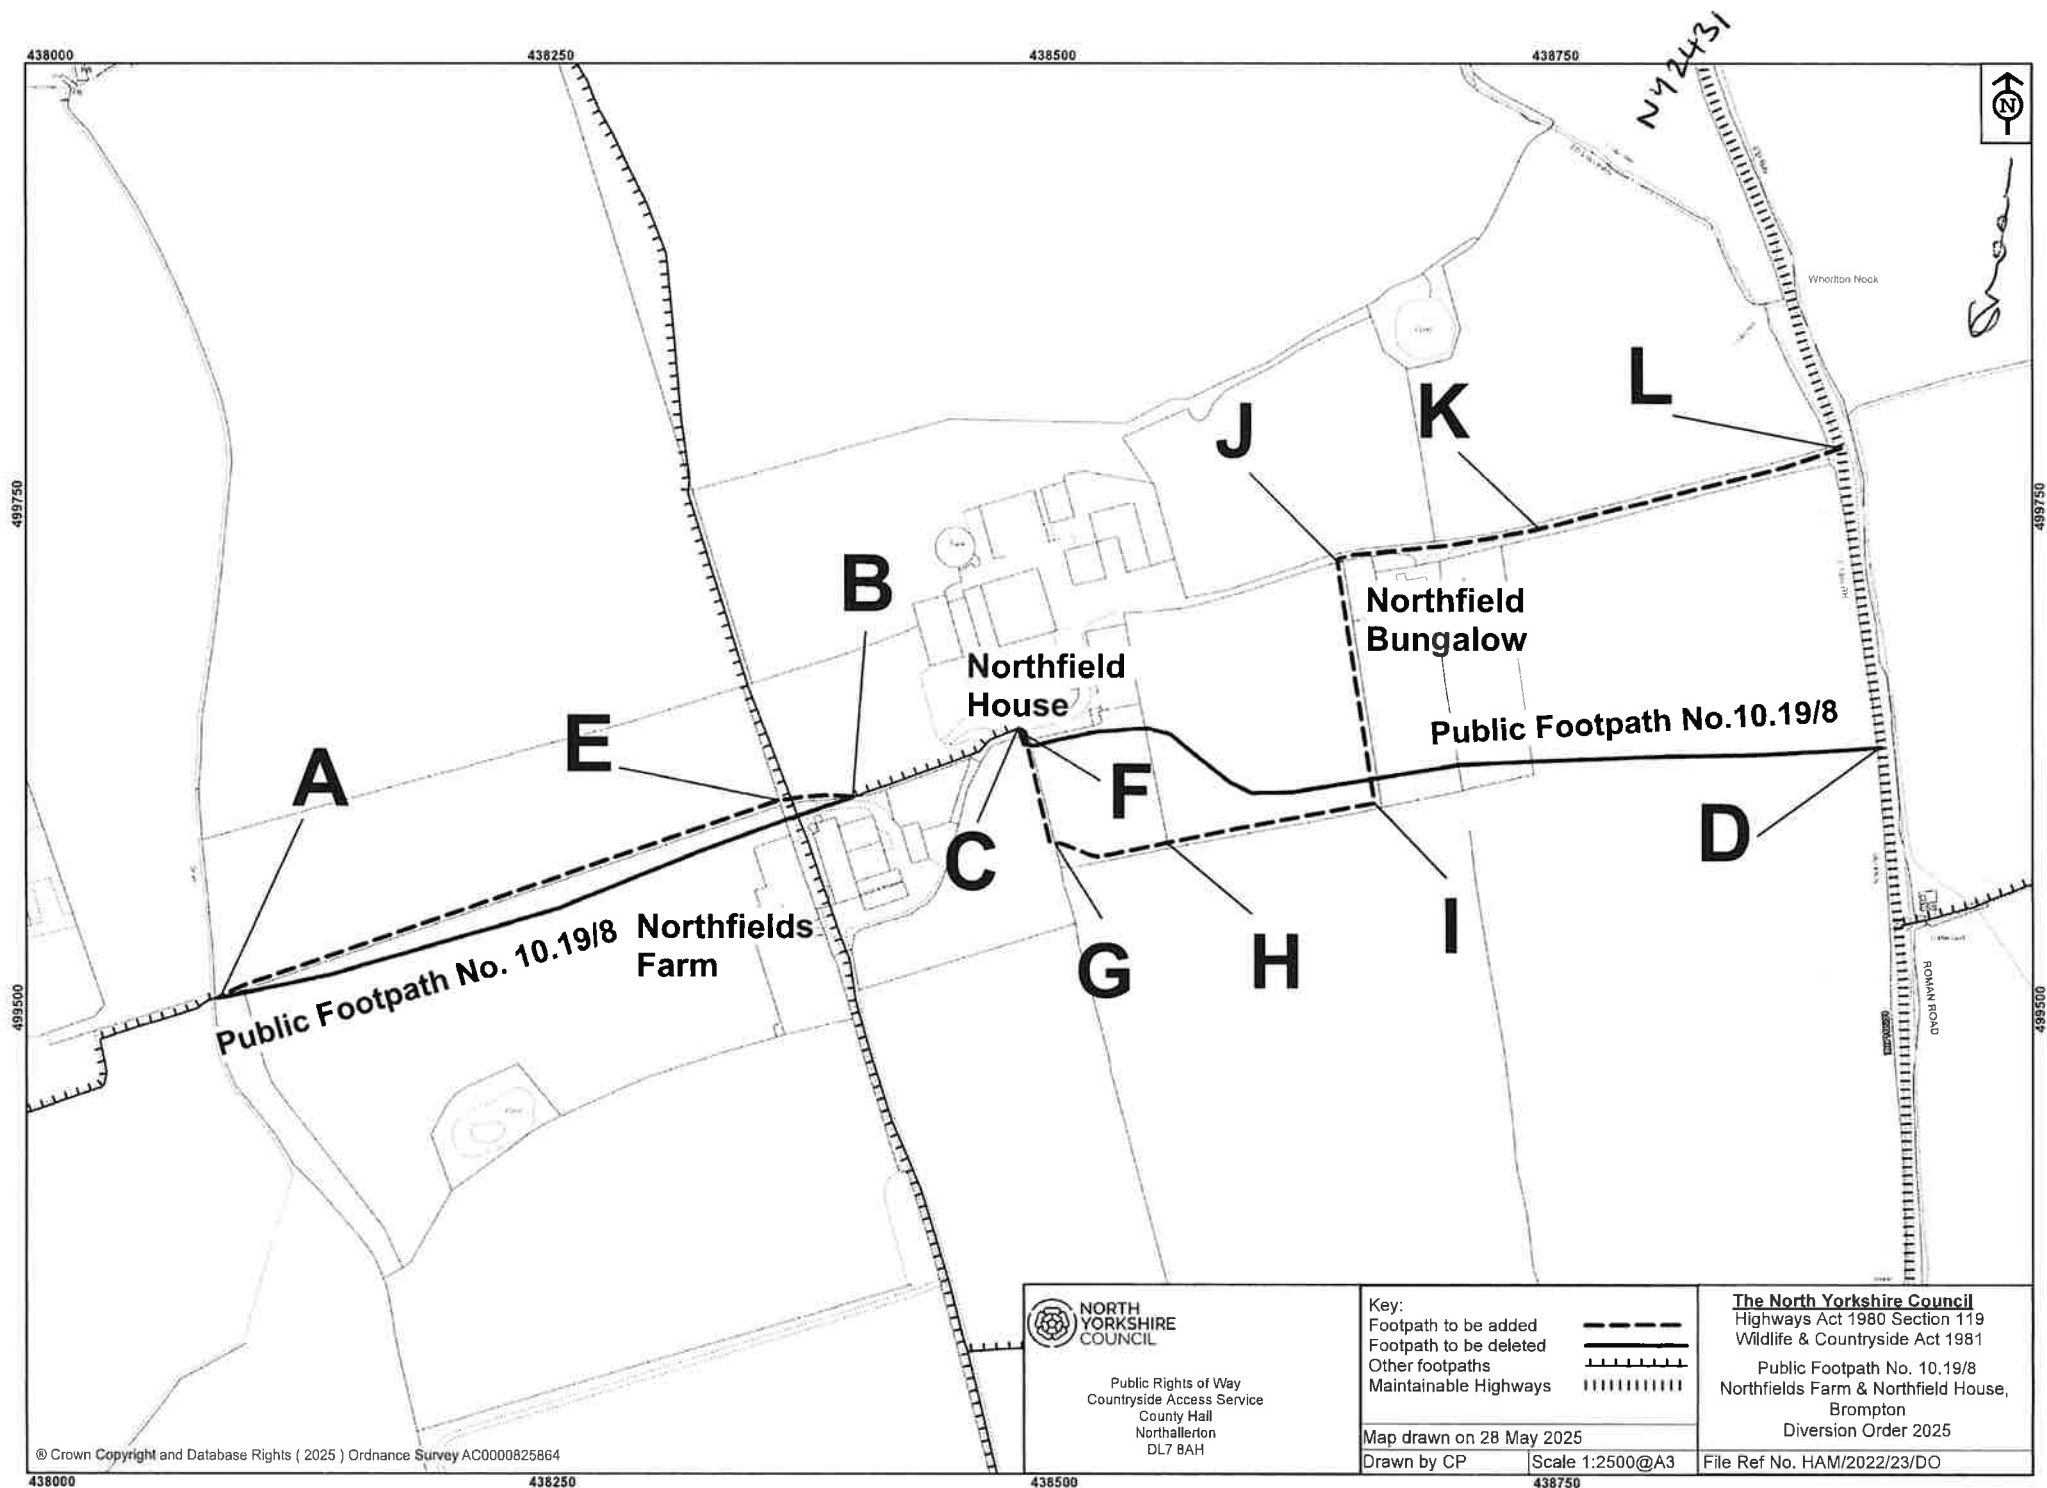 438000
438250
438500
438750
NY2431
N
Whorlton Nook
L
K
J
499750
499750
B
Northfield
Bungalow
Northfield
House
Public Footpath No.10.19/8
E
A
F
C
D
Public Footpath No. 10.19/8
Northfields
Farm
I
G
H
499500
499500
ROMAN ROAD
NORTH
YORKSHIRE
COUNCIL
Public Rights of Way
Countryside Access Service
County Hall
Northallerton
DL7 8AH
Key:
Footpath to be added
Footpath to be deleted
Other footpaths
Maintainable Highways
Map drawn on 28 May 2025
Drawn by CP
Scale 1:2500@A3
The North Yorkshire Council
Highways Act 1980 Section 119
Wildlife & Countryside Act 1981
Public Footpath No. 10.19/8
Northfields Farm & Northfield House,
Brompton
Diversion Order 2025
File Ref No. HAM/2022/23/DO
® Crown Copyright and Database Rights ( 2025 ) Ordnance Survey AC0000825864
438000
438250
438500
438750